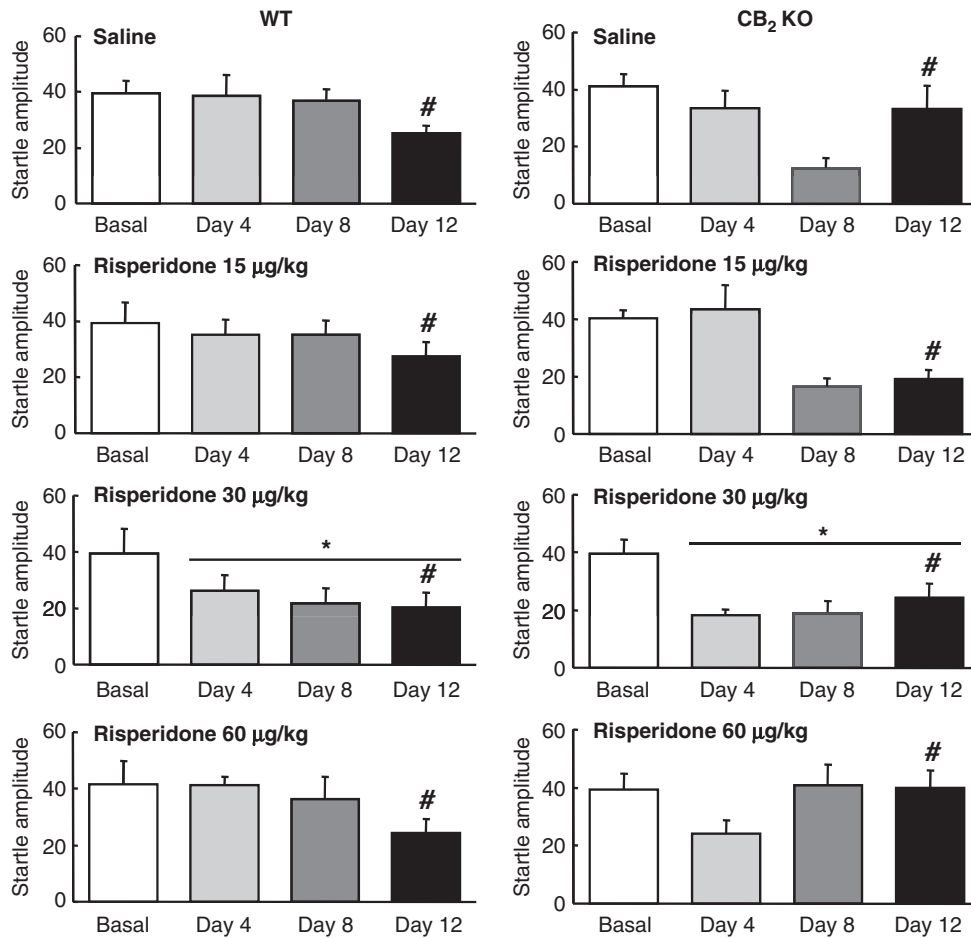 WT
Saline
Startle amplitude
60
40
20
0
#
Basal Day 4 Day 8 Day 12
CB₂ KO
Saline
Startle amplitude
60
40
20
0
#
Basal Day 4 Day 8 Day 12
Risperidone 15 µg/kg
Startle amplitude
60
40
20
0
#
Basal Day 4 Day 8 Day 12
Risperidone 15 µg/kg
Startle amplitude
60
40
20
0
#
Basal Day 4 Day 8 Day 12
Risperidone 30 µg/kg
Startle amplitude
60
40
20
0
*
#
Basal Day 4 Day 8 Day 12
Risperidone 30 µg/kg
Startle amplitude
60
40
20
0
*
#
Basal Day 4 Day 8 Day 12
Risperidone 60 µg/kg
Startle amplitude
60
40
20
0
#
Basal Day 4 Day 8 Day 12
Risperidone 60 µg/kg
Startle amplitude
60
40
20
0
#
Basal Day 4 Day 8 Day 12